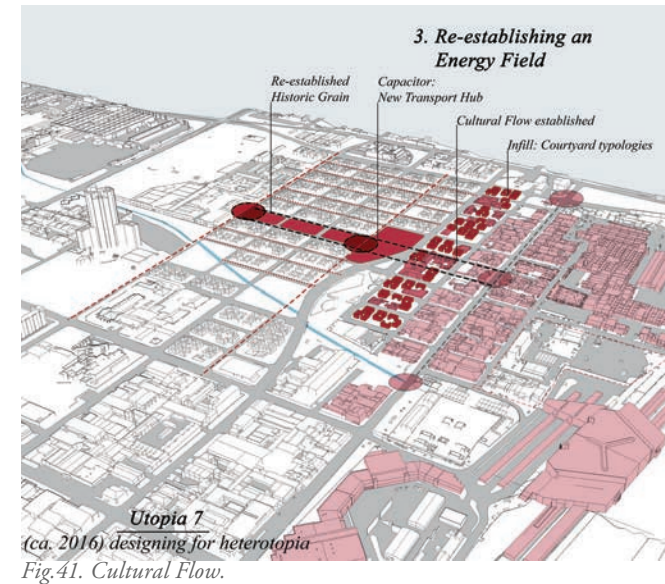 3. Re-establishing an
Energy Field
Re-established
Historic Grain
Capacitor:
New Transport Hub
Cultural Flow established
Infill: Courtyard typologies
Utopia 7
(ca. 2016) designing for heterotopia
Fig.41. Cultural Flow.